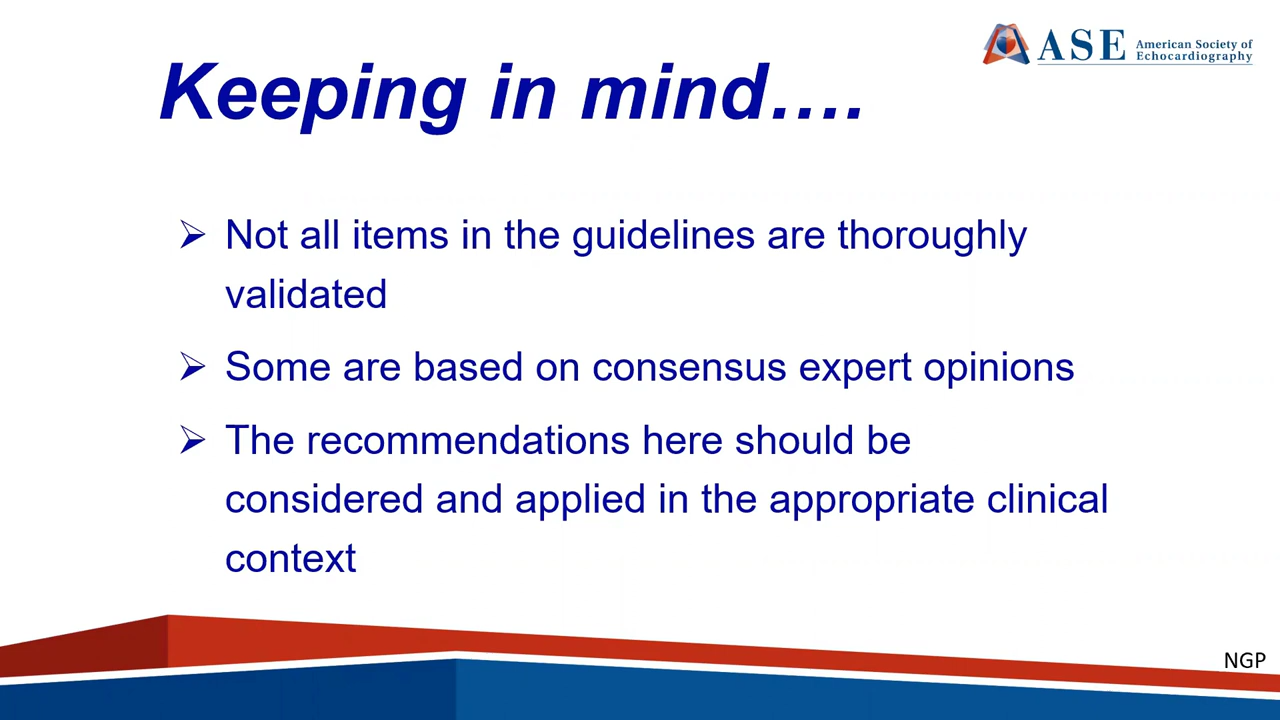 ASE American Society of
Echocardiography
Keeping in mind....
➢ Not all items in the guidelines are thoroughly
validated
➢ Some are based on consensus expert opinions
➢ The recommendations here should be
considered and applied in the appropriate clinical
context
NGP